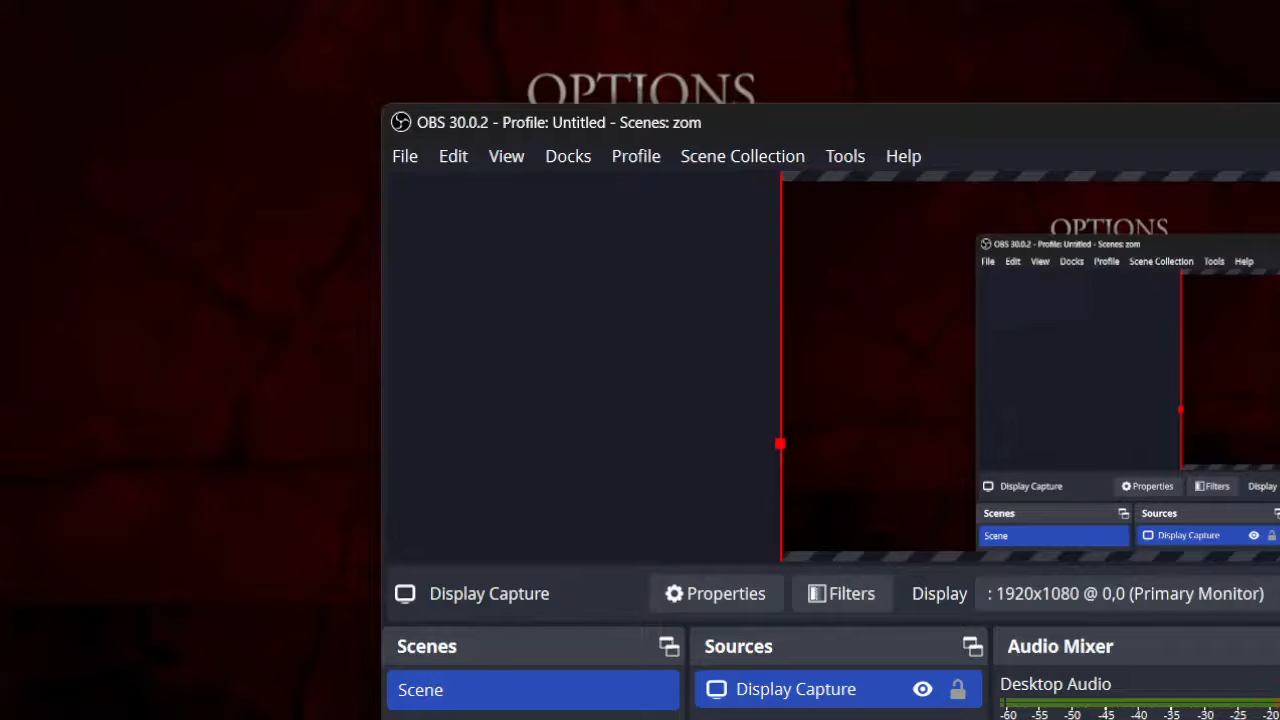 OPTIONS
OBS 30.0.2 - Profile: Untitled - Scenes: zom
File Edit View Docks Profile Scene Collection Tools Help
OPTIONS
OBS 30.0.2 - Profile: Untitled - Scenes: zom
File Edit View Docks Profile Scene Collection Tools Help
Display Capture Properties Filters Display
Scenes Sources
Scene Display Capture
Display Capture Properties Filters Display : 1920x1080 @ 0,0 (Primary Monitor)
Scenes Sources Audio Mixer
Scene Display Capture Desktop Audio
-60 -55 -50 -45 -40 -35 -30 -25 -20